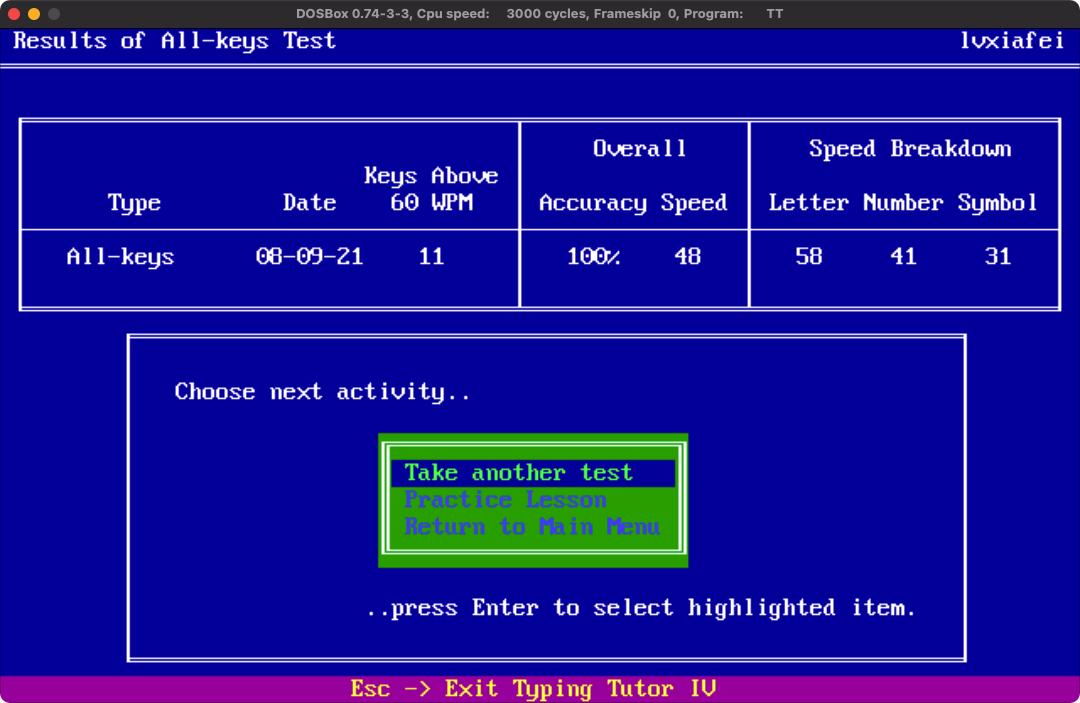 DOSBox 0.74-3-3, Cpu speed: 3000 cycles, Frameskip 0, Program: TT
Results of All-keys Test lvxiafei
Overall Speed Breakdown
Keys Above
Type Date 60 WPM Accuracy Speed Letter Number Symbol
All-keys 08-09-21 11 100% 48 58 41 31
Choose next activity..
Take another test
Practice Lesson
Return to Main Menu
..press Enter to select highlighted item.
Esc -> Exit Typing Tutor IV